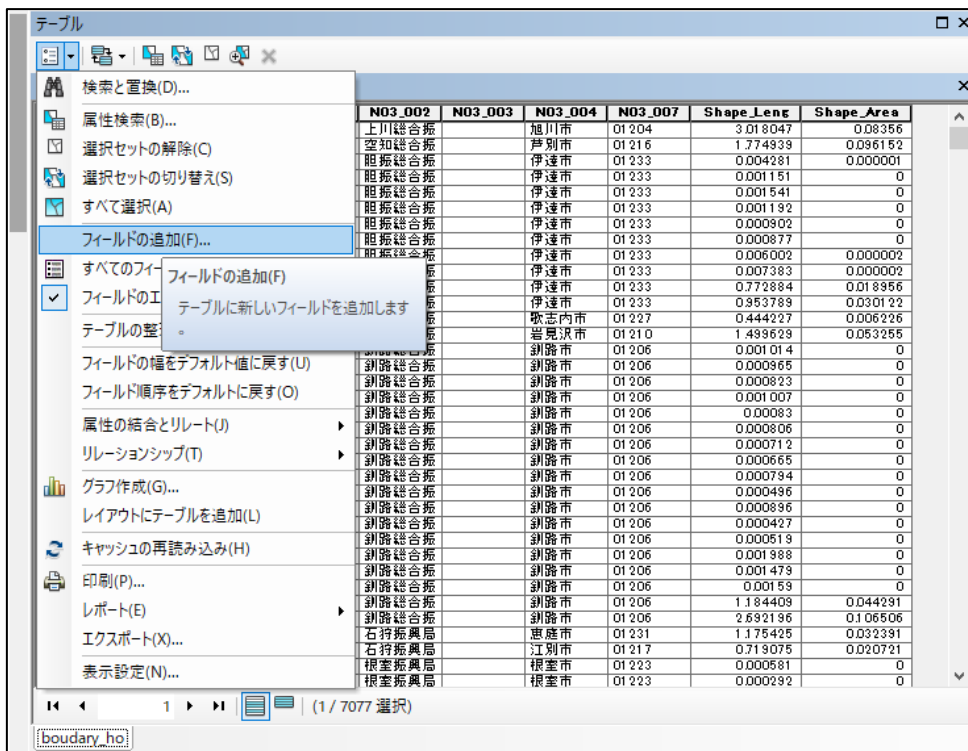 テーブル
検索と置換(D)...
属性検索(B)...
選択セットの解除(C)
選択セットの切り替え(S)
すべて選択(A)
フィールドの追加(F)...
すべてのフィー
フィールドのエ
テーブルの整
フィールドの幅をデフォルト値に戻す(U)
フィールド順序をデフォルトに戻す(O)
属性の結合とリレート(J)
リレーションシップ(T)
グラフ作成(G)...
レイアウトにテーブルを追加(L)
キャッシュの再読み込み(H)
印刷(P)...
レポート(E)
エクスポート(X)...
表示設定(N)...
フィールドの追加(F)
テーブルに新しいフィールドを追加します
。
N03_002 N03_003 N03_004 N03_007 Shape_Leng Shape_Area
上川総合振 旭川市 01204 3.018047 0.08356
空知総合振 芦別市 01216 1.774939 0.096152
胆振総合振 伊達市 01233 0.004281 0.000001
胆振総合振 伊達市 01233 0.001151 0
胆振総合振 伊達市 01233 0.001541 0
胆振総合振 伊達市 01233 0.001192 0
胆振総合振 伊達市 01233 0.000902 0
胆振総合振 伊達市 01233 0.000877 0
胆振総合振 伊達市 01233 0.006002 0.000002
伊達市 01233 0.007383 0.000002
伊達市 01233 0.772884 0.018956
伊達市 01233 0.953789 0.030122
歌志内市 01227 0.444227 0.006226
岩見沢市 01210 1.499629 0.053255
釧路総合振 釧路市 01206 0.001014 0
釧路総合振 釧路市 01206 0.000965 0
釧路総合振 釧路市 01206 0.000823 0
釧路総合振 釧路市 01206 0.001007 0
釧路総合振 釧路市 01206 0.00083 0
釧路総合振 釧路市 01206 0.000806 0
釧路総合振 釧路市 01206 0.000712 0
釧路総合振 釧路市 01206 0.000665 0
釧路総合振 釧路市 01206 0.000794 0
釧路総合振 釧路市 01206 0.000496 0
釧路総合振 釧路市 01206 0.000896 0
釧路総合振 釧路市 01206 0.000427 0
釧路総合振 釧路市 01206 0.000519 0
釧路総合振 釧路市 01206 0.001988 0
釧路総合振 釧路市 01206 0.001479 0
釧路総合振 釧路市 01206 0.00159 0
釧路総合振 釧路市 01206 1.184409 0.044291
釧路総合振 釧路市 01206 2.692196 0.106506
石狩振興局 恵庭市 01231 1.175425 0.032391
石狩振興局 江別市 01217 0.719075 0.020721
根室振興局 根室市 01223 0.000581 0
根室振興局 根室市 01223 0.000292 0
1 (1 / 7077 選択)
boudary_ho